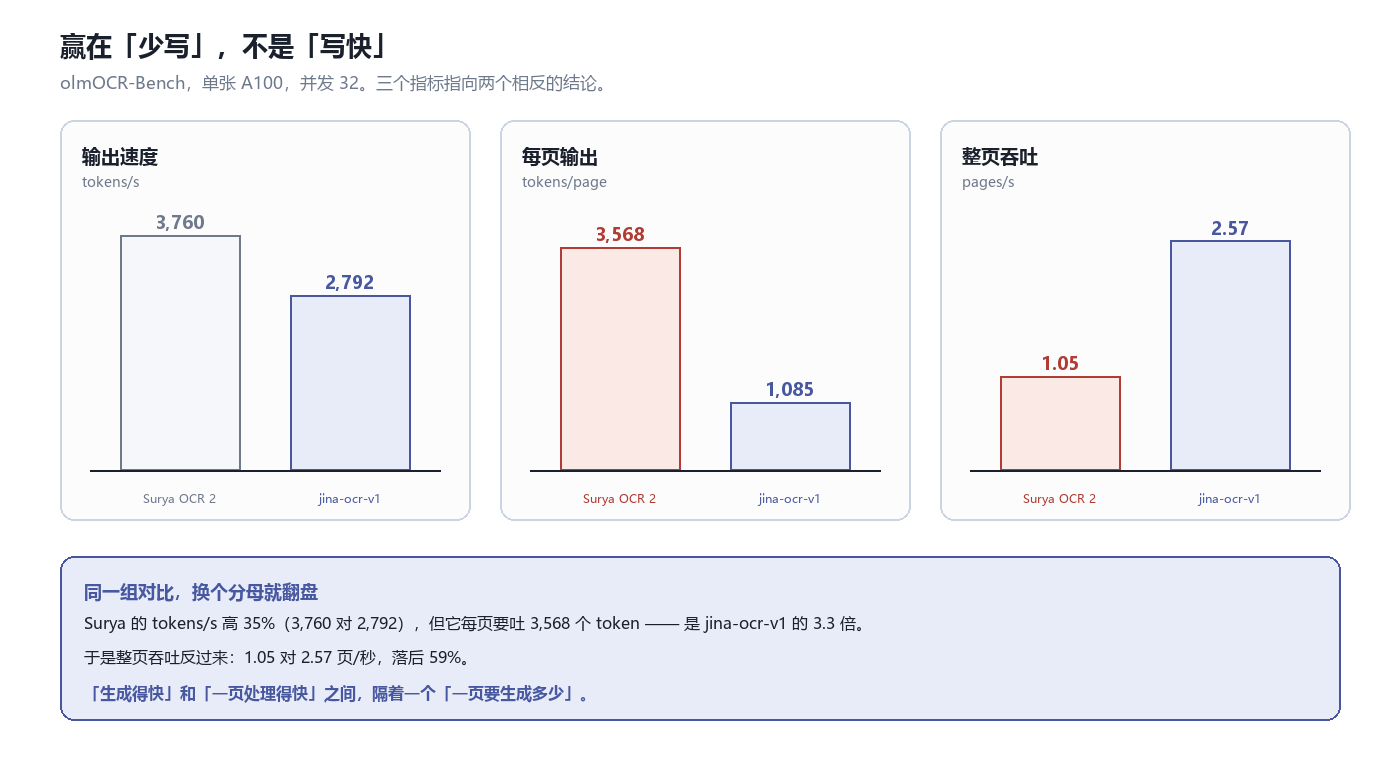 赢在「少写」，不是「写快」
olmOCR-Bench，单张 A100，并发 32。三个指标指向两个相反的结论。
输出速度
tokens/s
3,760
2,792
Surya OCR 2
jina-ocr-v1
每页输出
tokens/page
3,568
1,085
Surya OCR 2
jina-ocr-v1
整页吞吐
pages/s
1.05
2.57
Surya OCR 2
jina-ocr-v1
同一组对比，换个分母就翻盘
Surya 的 tokens/s 高 35%（3,760 对 2,792），但它每页要吐 3,568 个 token —— 是 jina-ocr-v1 的 3.3 倍。
于是整页吞吐反过来：1.05 对 2.57 页/秒，落后 59%。
「生成得快」和「一页处理得快」之间，隔着一个「一页要生成多少」。